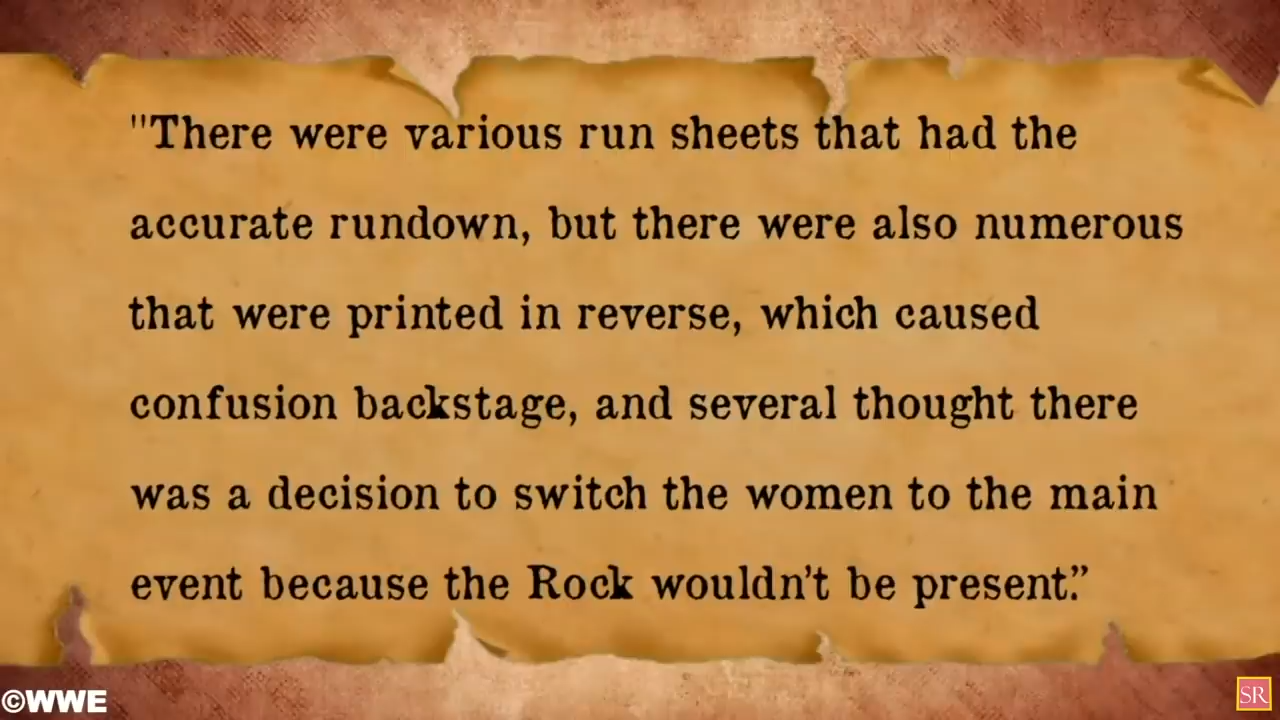 "There were various run sheets that had the
accurate rundown, but there were also numerous
that were printed in reverse, which caused
confusion backstage, and several thought there
was a decision to switch the women to the main
event because the Rock wouldn't be present."
©WWE
SR